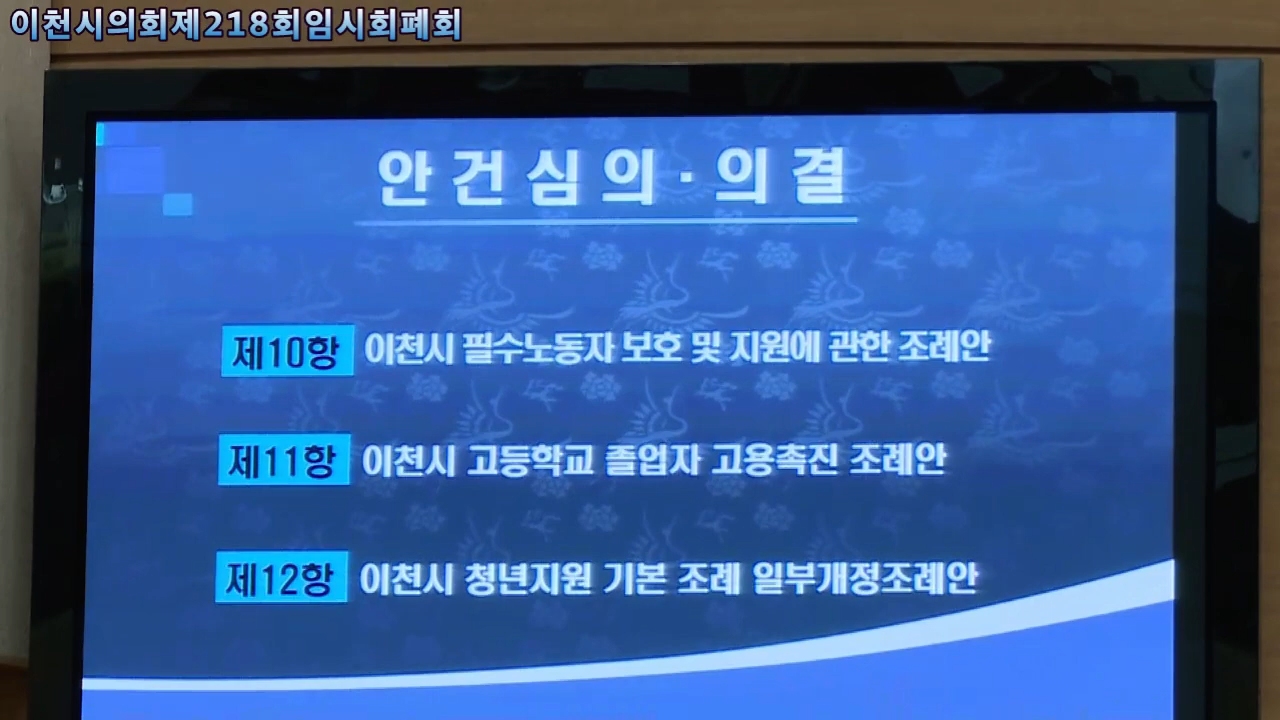 이천시의회제218회임시회폐회
안건심의·의결
제10항 이천시 필수노동자 보호 및 지원에 관한 조례안
제11항 이천시 고등학교 졸업자 고용촉진 조례안
제12항 이천시 청년지원 기본 조례 일부개정조례안